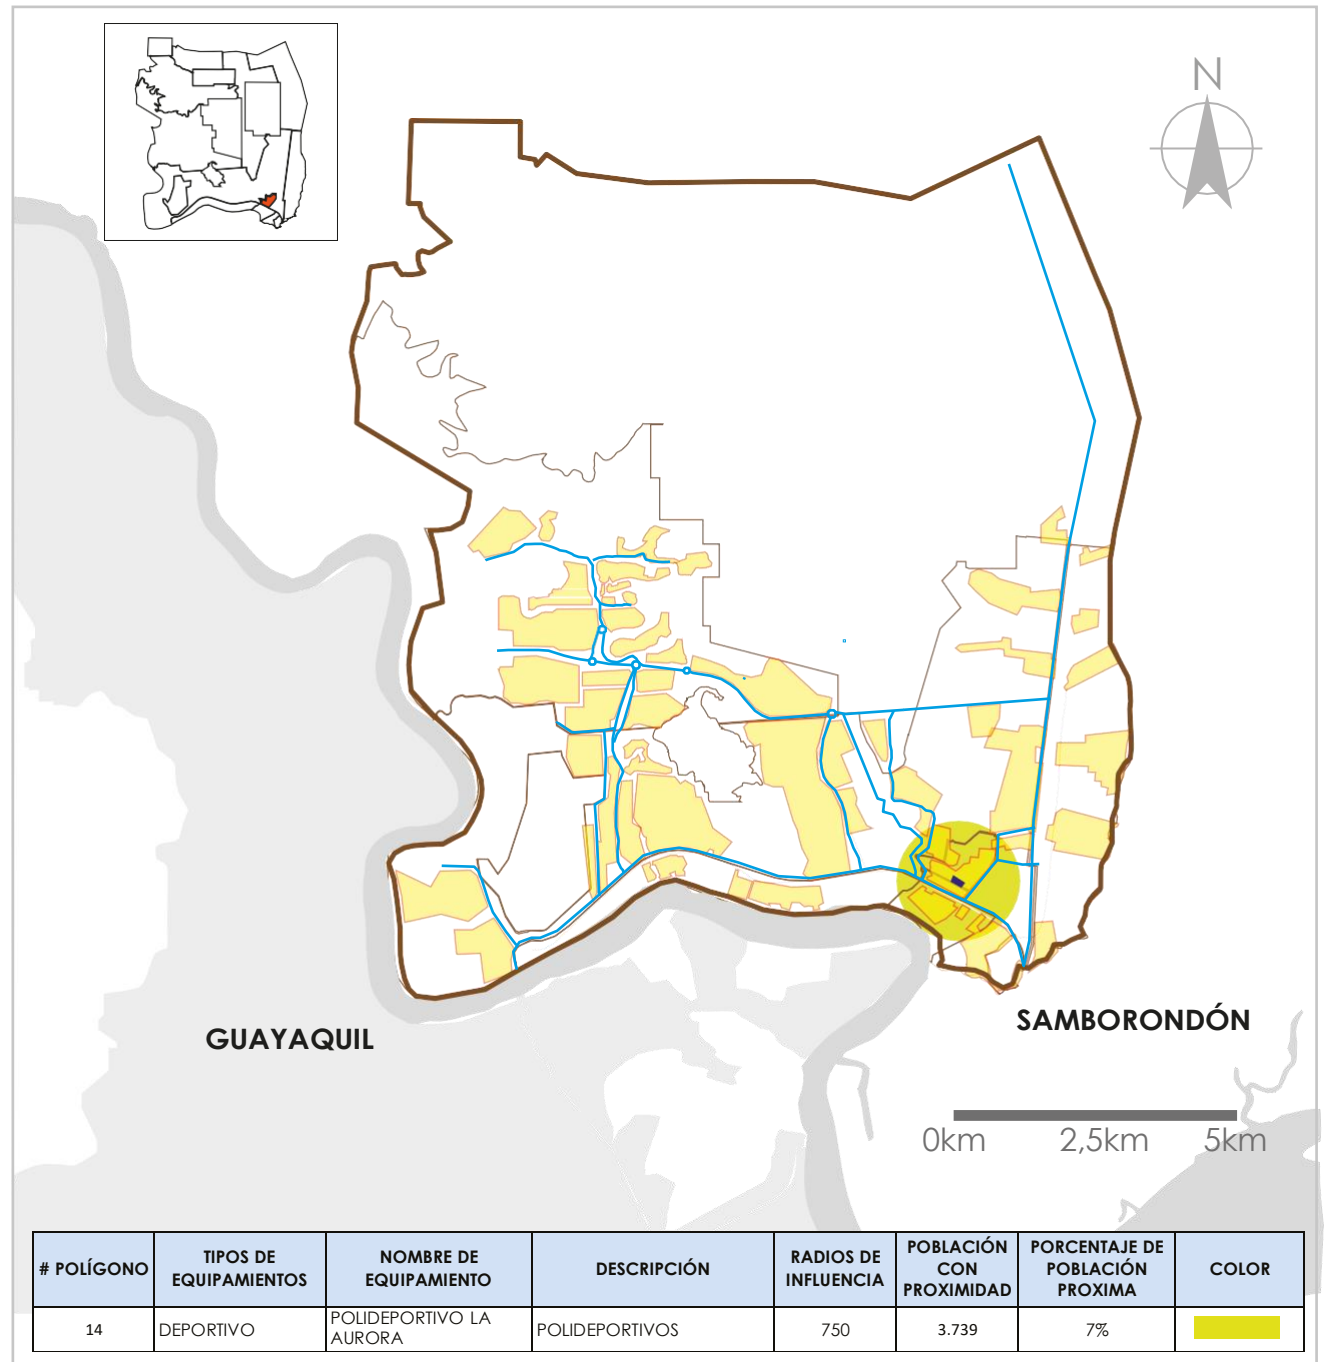 N
GUAYAQUIL
SAMBORONDÓN
0km 2,5km 5km
# POLÍGONO
TIPOS DE
EQUIPAMIENTOS
NOMBRE DE
EQUIPAMIENTO
DESCRIPCIÓN
RADIOS DE
INFLUENCIA
POBLACIÓN
CON
PROXIMIDAD
PORCENTAJE DE
POBLACIÓN
PROXIMA
COLOR
14
DEPORTIVO
POLIDEPORTIVO LA
AURORA
POLIDEPORTIVOS
750
3.739
7%